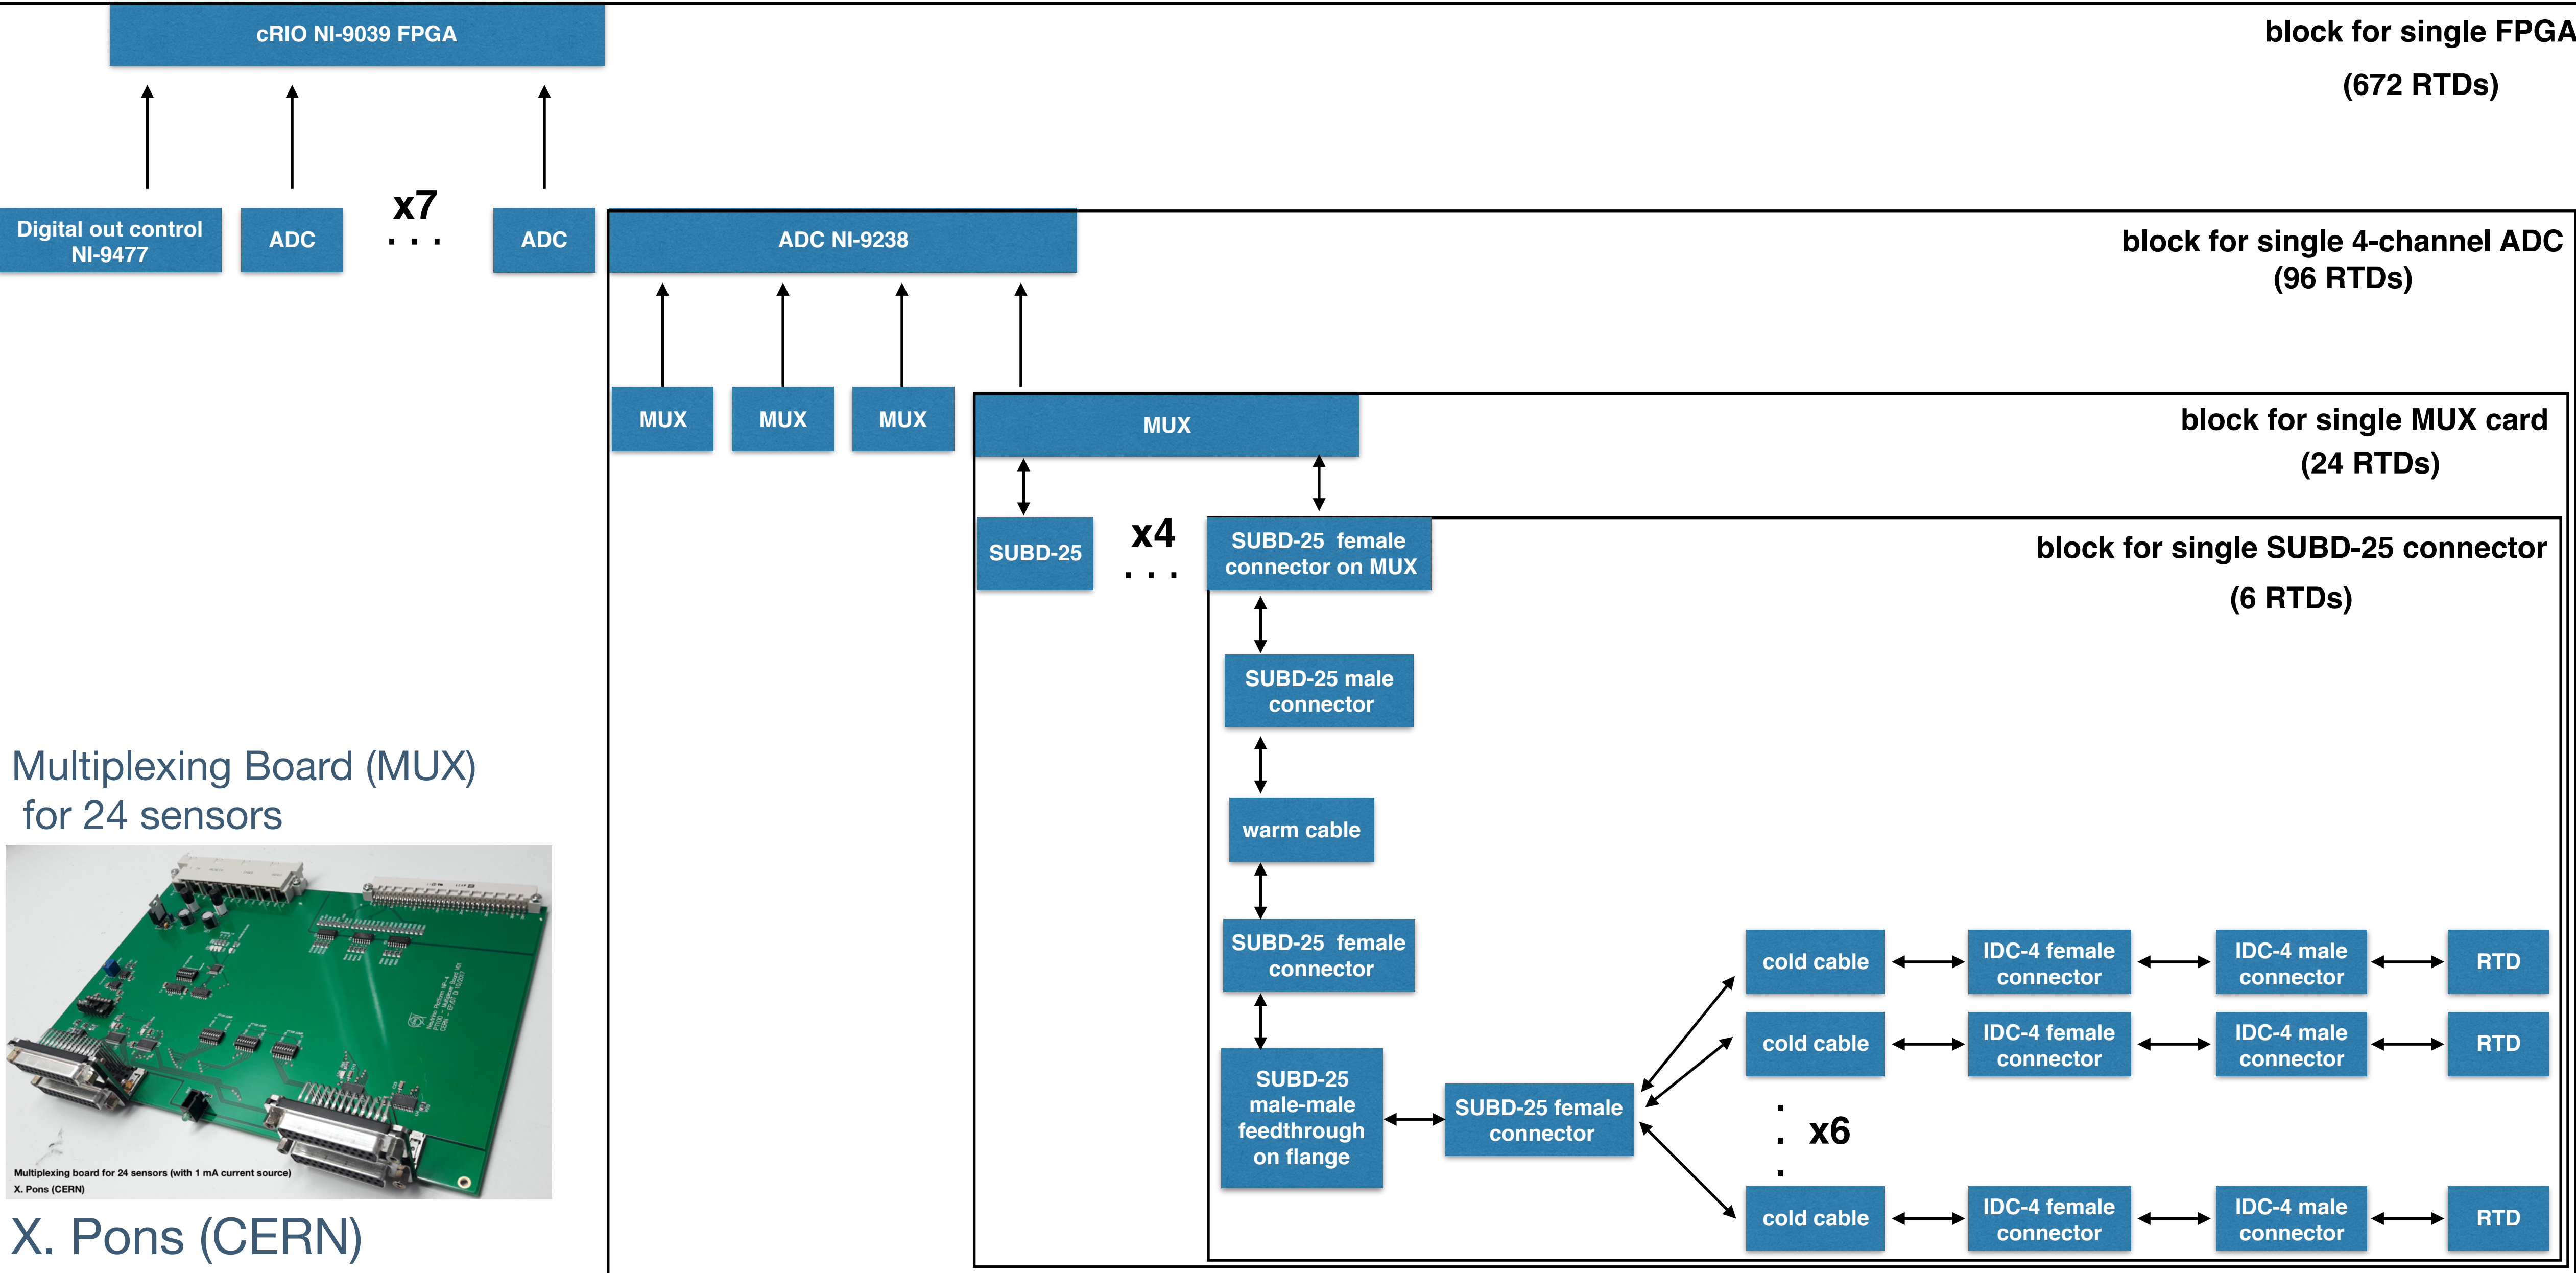 cRIO NI-9039 FPGA
block for single FPGA
(672 RTDs)
Digital out control
NI-9477
ADC
x7
. . .
ADC
ADC NI-9238
block for single 4-channel ADC
(96 RTDs)
MUX
MUX
MUX
MUX
block for single MUX card
(24 RTDs)
SUBD-25
x4
. . .
SUBD-25 female
connector on MUX
block for single SUBD-25 connector
(6 RTDs)
SUBD-25 male
connector
warm cable
SUBD-25 female
connector
SUBD-25
male-male
feedthrough
on flange
SUBD-25 female
connector
cold cable
IDC-4 female
connector
IDC-4 male
connector
RTD
cold cable
IDC-4 female
connector
IDC-4 male
connector
RTD
x6
cold cable
IDC-4 female
connector
IDC-4 male
connector
RTD
Multiplexing Board (MUX)
for 24 sensors
Multiplexing board for 24 sensors (with 1 mA current source)
X. Pons (CERN)
X. Pons (CERN)